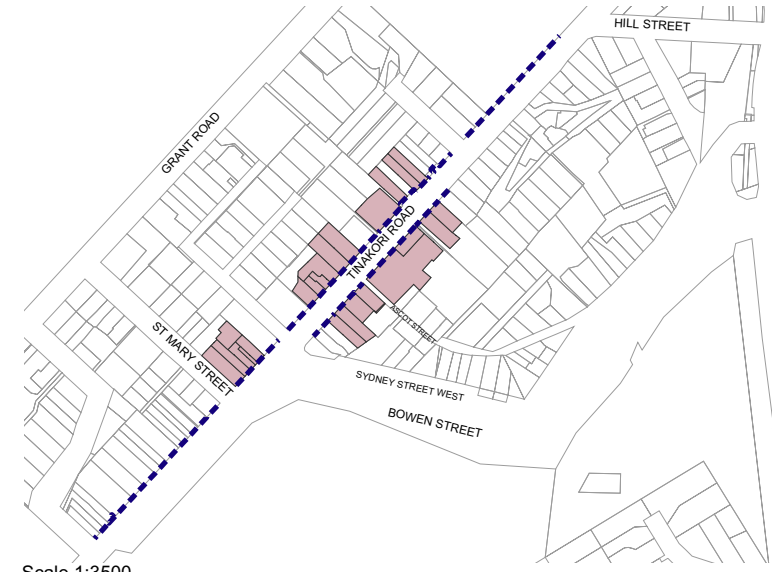 HILL STREET
GRANT ROAD
TINAKORI ROAD
ASCOT STREET
ST MARY STREET
SYDNEY STREET WEST
BOWEN STREET
Scale 1:3500